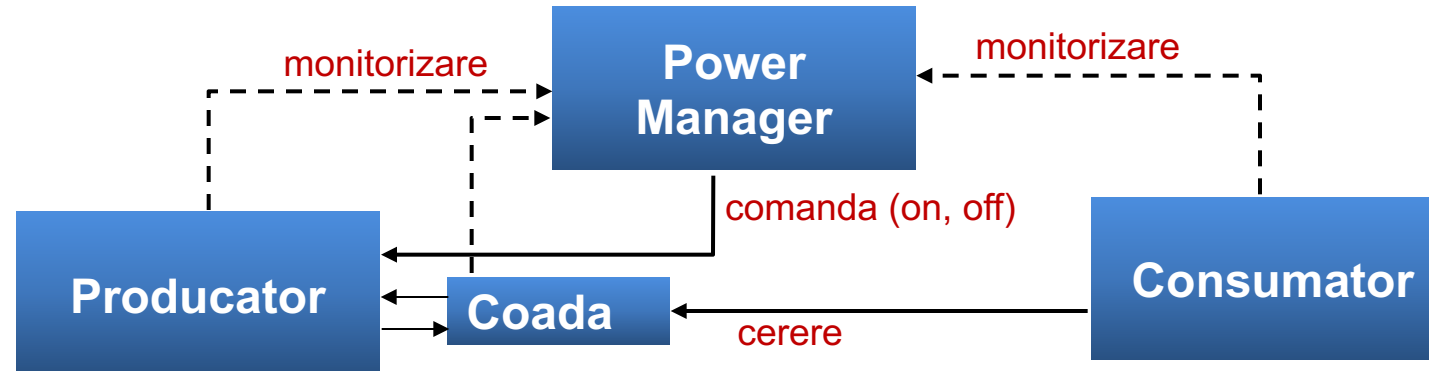 monitorizare
Power
Manager
monitorizare
comanda (on, off)
Producator
Coada
cerere
Consumator